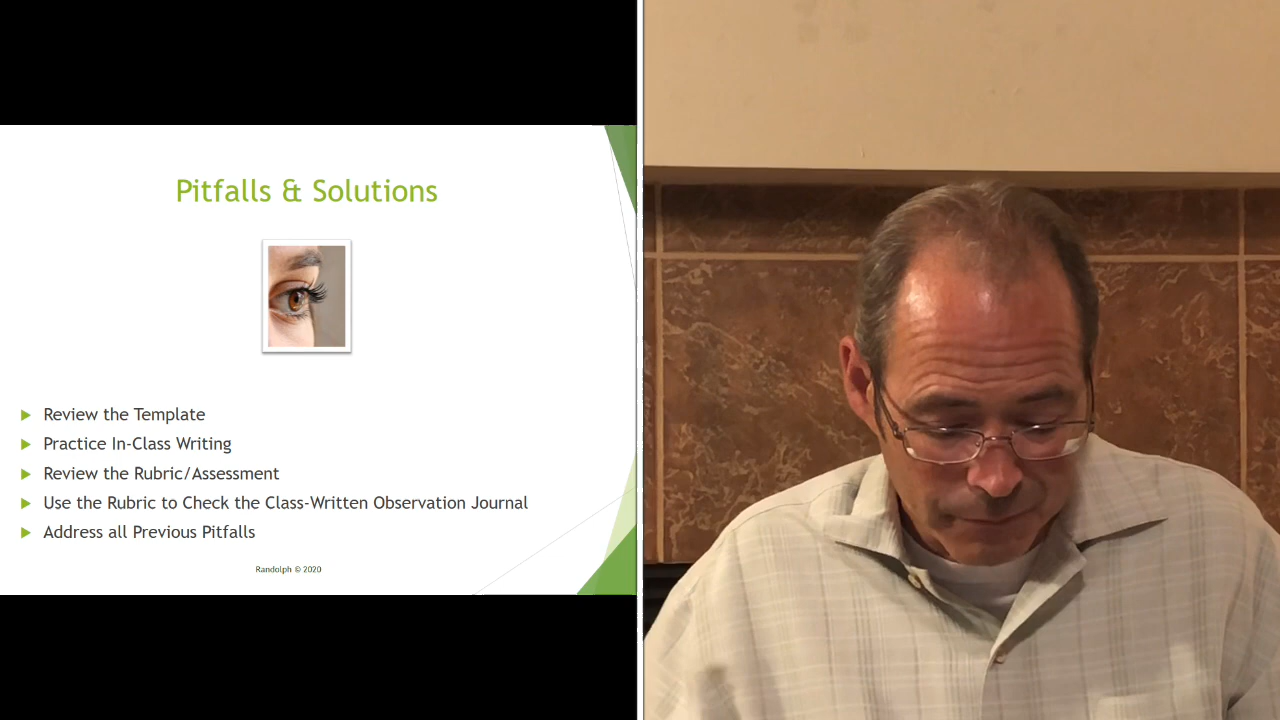 Pitfalls & Solutions
Review the Template
Practice In-Class Writing
Review the Rubric/Assessment
Use the Rubric to Check the Class-Written Observation Journal
Address all Previous Pitfalls
Randolph © 2020